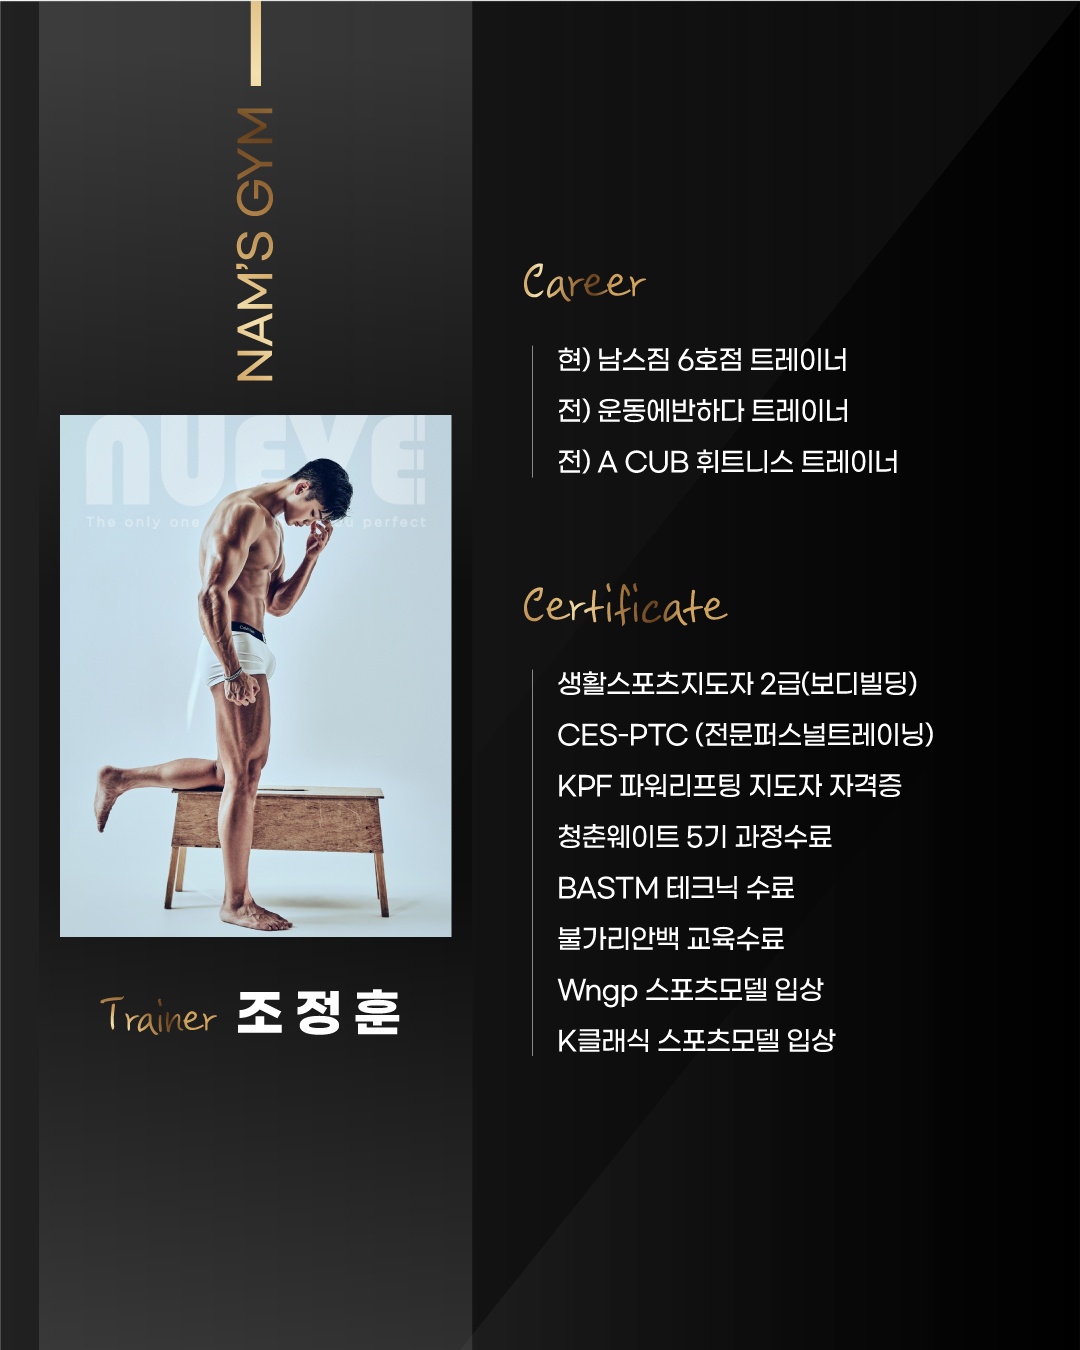 NAM'S GYM
NUEVE
The only one
perfect
Trainer 조정훈
Career
현) 남스짐 6호점 트레이너
전) 운동에반하다 트레이너
전) A CUB 휘트니스 트레이너
Certificate
생활스포츠지도자 2급(보디빌딩)
CES-PTC (전문퍼스널트레이닝)
KPF 파워리프팅 지도자 자격증
청춘웨이트 5기 과정수료
BASTM 테크닉 수료
불가리안백 교육수료
Wngp 스포츠모델 입상
K클래식 스포츠모델 입상